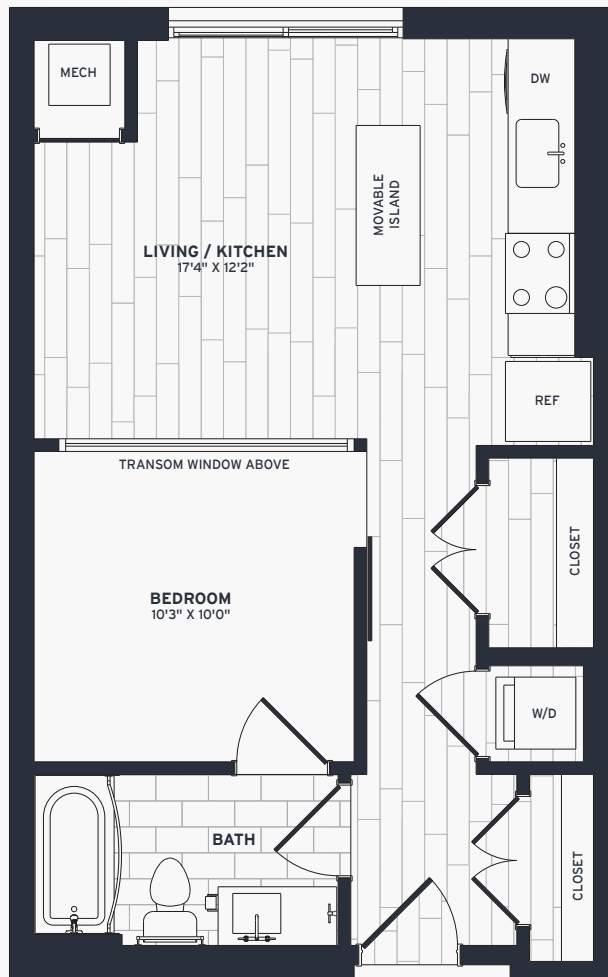 MECH
DW
MOVABLE
ISLAND
LIVING / KITCHEN
17'4" X 12'2"
REF
TRANSOM WINDOW ABOVE
CLOSET
BEDROOM
10'3" X 10'0"
W/D
BATH
CLOSET